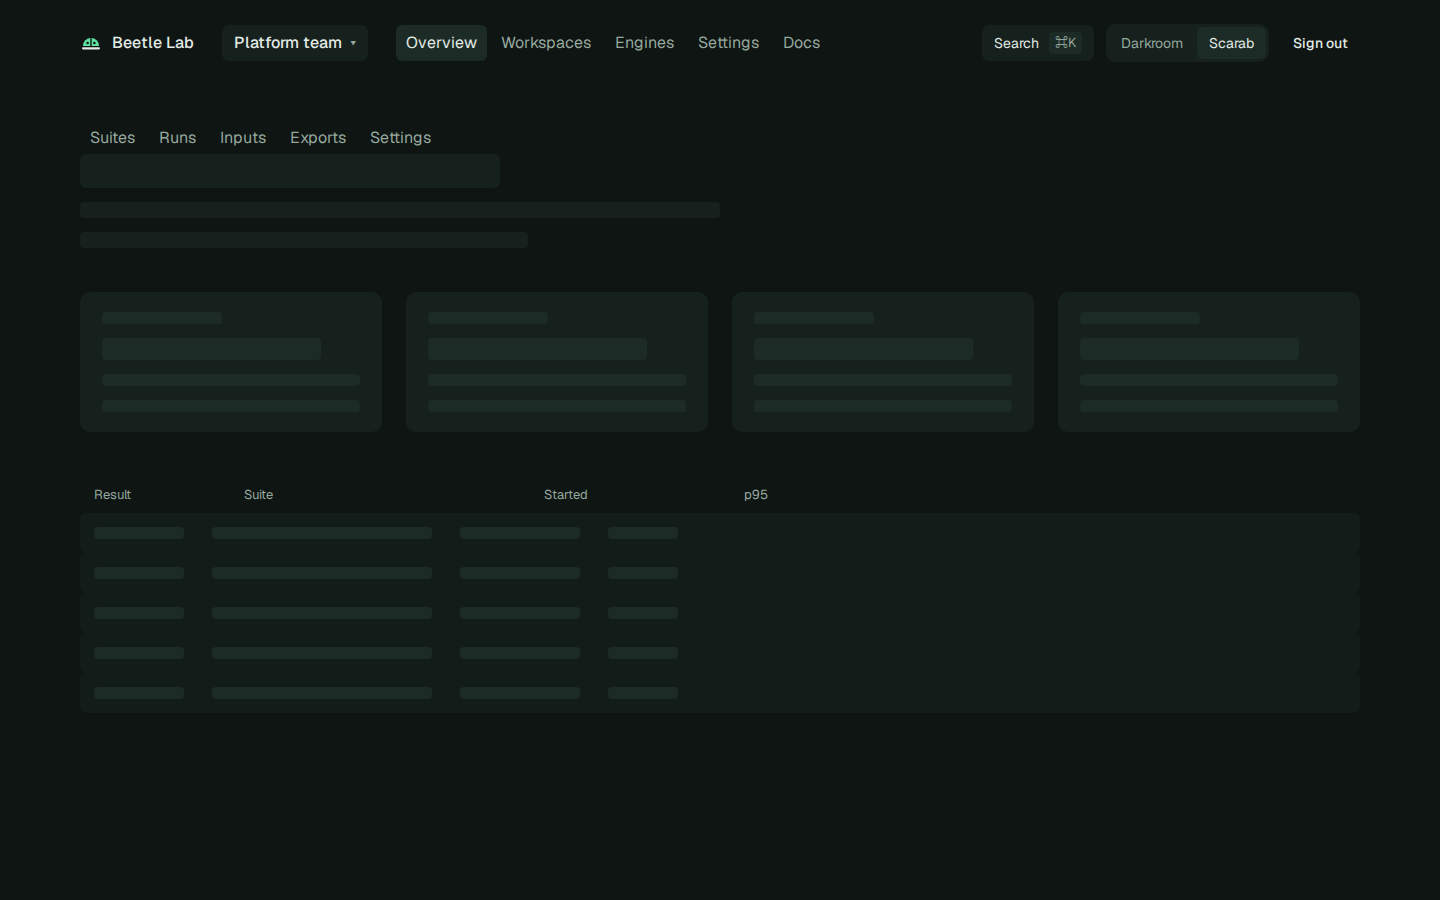 Beetle Lab Platform team ▾ Overview Workspaces Engines Settings Docs Search ⌘K Darkroom Scarab Sign out
Suites Runs Inputs Exports Settings
Result Suite Started p95